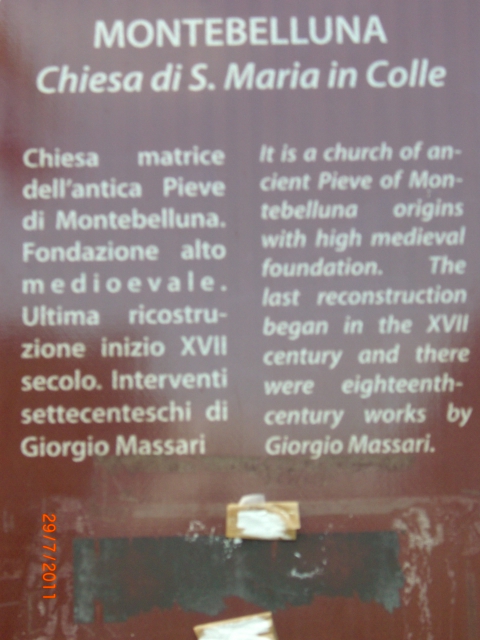 MONTEBELLUNA
Chiesa di S. Maria in Colle
Chiesa matrice
dell'antica Pieve
di Montebelluna.
Fondazione alto
medioevale.
Ultima ricostru-
zione inizio XVII
secolo. Interventi
settecenteschi di
Giorgio Massari
It is a church of an-
cient Pieve of Mon-
tebelluna origins
with high medieval
foundation. The
last reconstruction
began in the XVII
century and there
were eighteenth-
century works by
Giorgio Massari.
29/7/2011